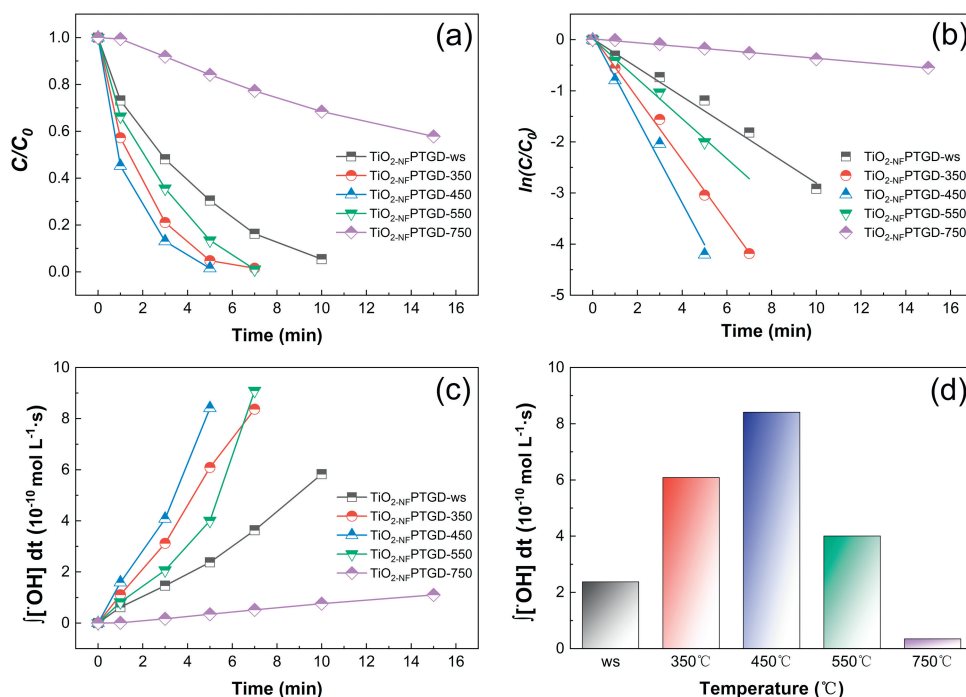 (a)
1.0
0.8
0.6
0.4
0.2
0.0
C/C₀
TiO₂₋NFPTGD-ws
TiO₂₋NFPTGD-350
TiO₂₋NFPTGD-450
TiO₂₋NFPTGD-550
TiO₂₋NFPTGD-750
0 2 4 6 8 10 12 14 16
Time (min)
(b)
0
-1
-2
-3
-4
-5
ln(C/C₀)
TiO₂₋NFPTGD-ws
TiO₂₋NFPTGD-350
TiO₂₋NFPTGD-450
TiO₂₋NFPTGD-550
TiO₂₋NFPTGD-750
0 2 4 6 8 10 12 14 16
Time (min)
(c)
10
8
6
4
2
0
∫[·OH] dt (10⁻¹⁰ mol L⁻¹·s)
TiO₂₋NFPTGD-ws
TiO₂₋NFPTGD-350
TiO₂₋NFPTGD-450
TiO₂₋NFPTGD-550
TiO₂₋NFPTGD-750
0 2 4 6 8 10 12 14 16
Time (min)
(d)
10
8
6
4
2
0
∫[·OH] dt (10⁻¹⁰ mol L⁻¹·s)
ws 350℃ 450℃ 550℃ 750℃
Temperature (℃)